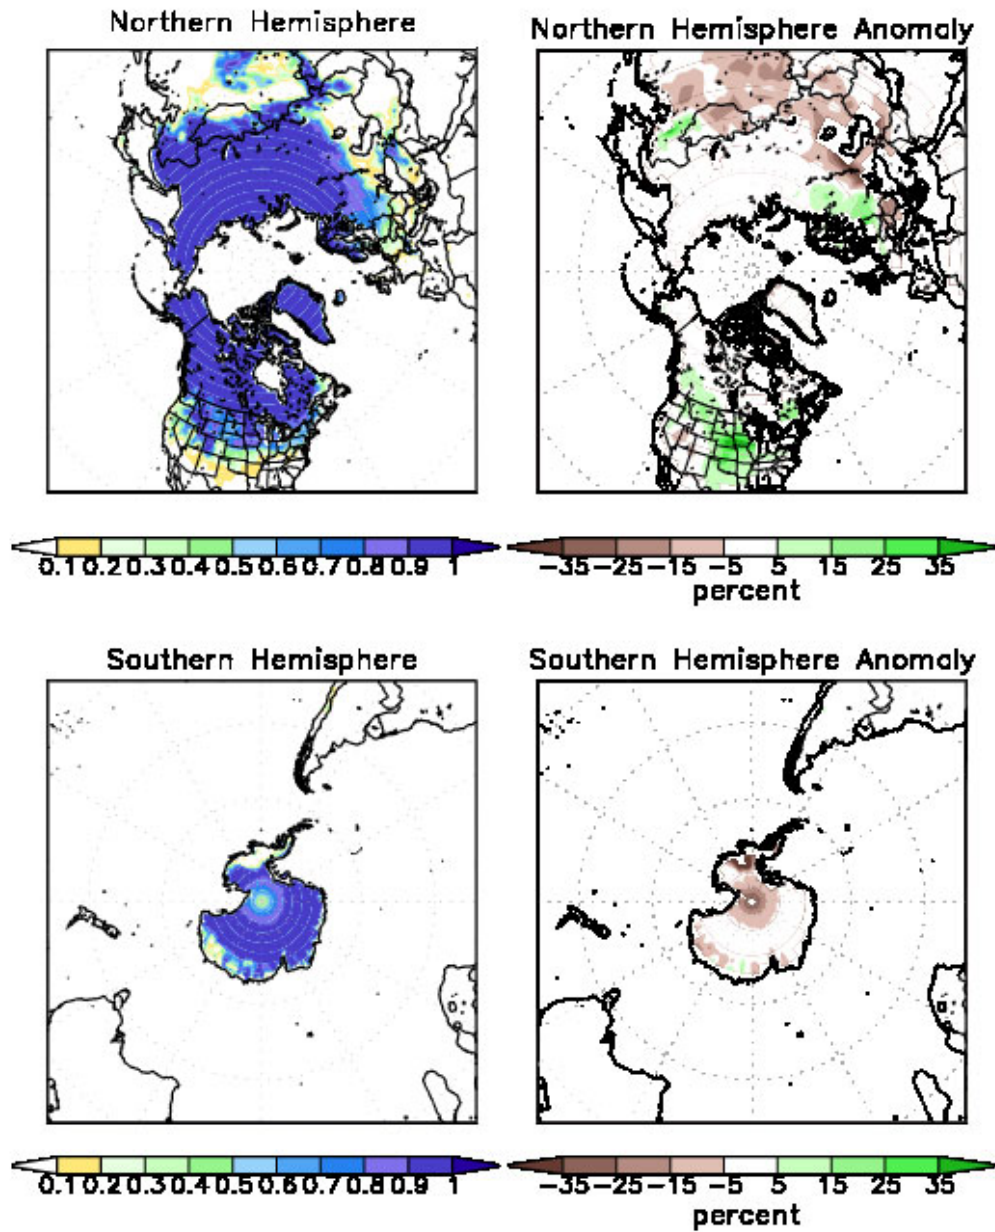 Northern Hemisphere
Northern Hemisphere Anomaly
0.1 0.2 0.3 0.4 0.5 0.6 0.7 0.8 0.9 1
-35 -25 -15 -5 5 15 25 35
percent
Southern Hemisphere
Southern Hemisphere Anomaly
0.1 0.2 0.3 0.4 0.5 0.6 0.7 0.8 0.9 1
-35 -25 -15 -5 5 15 25 35
percent